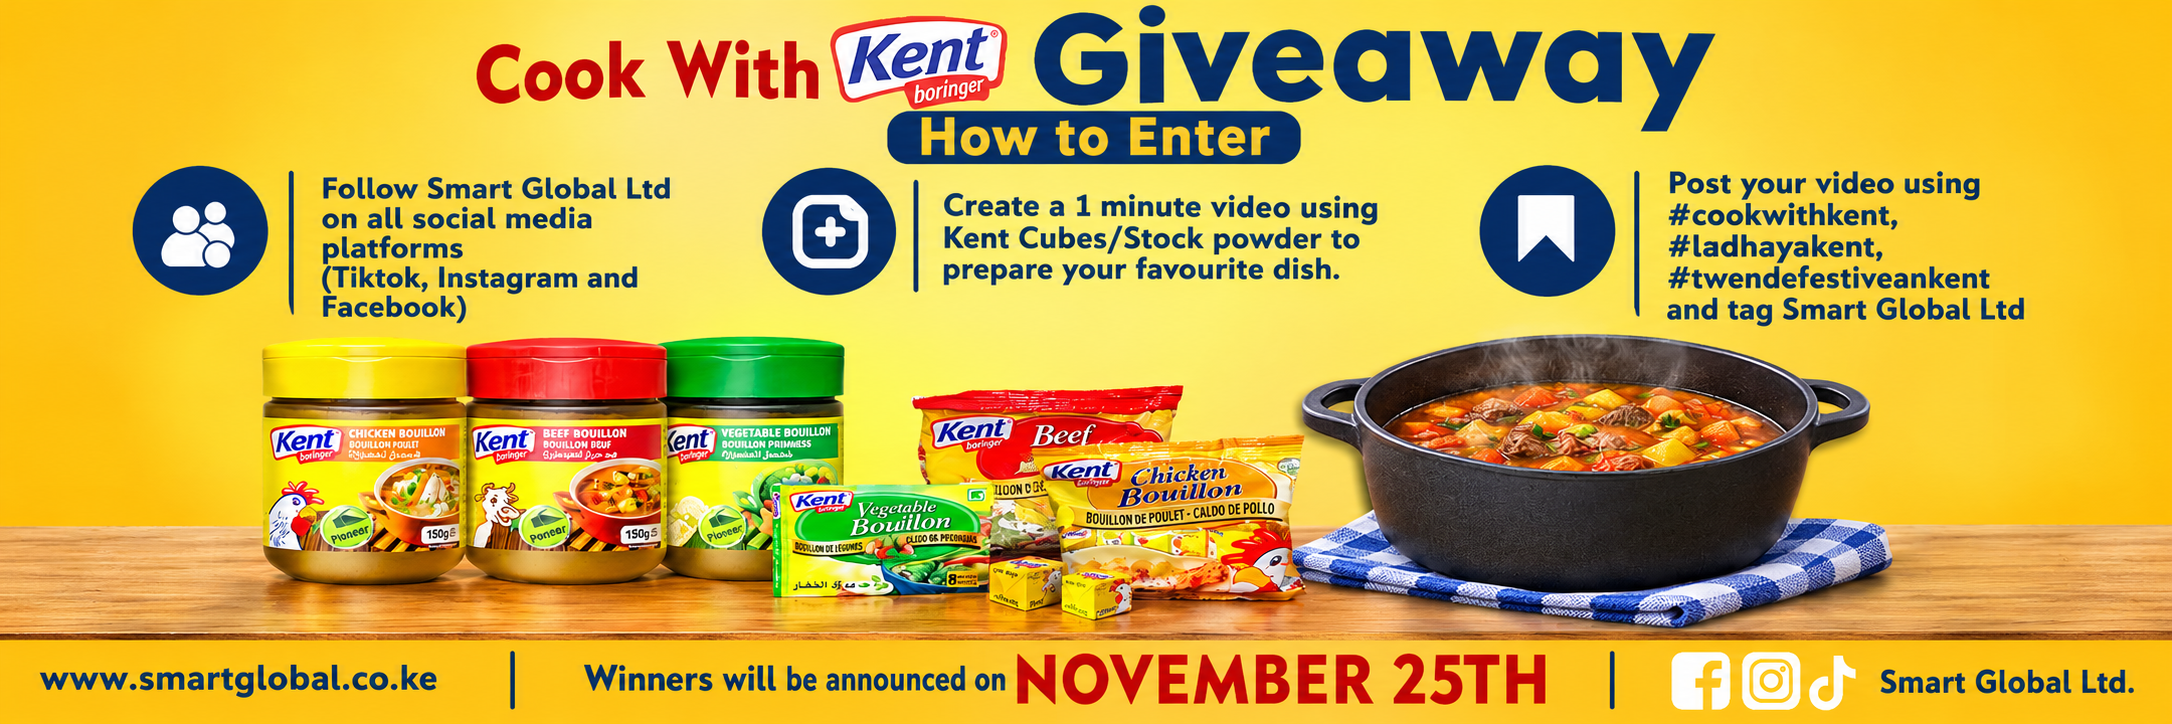 Cook With Kent® Giveaway
boringer
How to Enter
Follow Smart Global Ltd
on all social media
platforms
(Tiktok, Instagram and
Facebook)
Create a 1 minute video using
Kent Cubes/Stock powder to
prepare your favourite dish.
Post your video using
#cookwithkent,
#ladhayakent,
#twendefestiveankent
and tag Smart Global Ltd
Kent
boringer
CHICKEN BOUILLON
BOUILLON POULET
Pioneer
150g
Kent
boringer
BEEF BOUILLON
BOUILLON BEUF
Poneer
150g
Kent
boringer
VEGETABLE BOUILLON
BOUILLON
150g
Kent
boringer
Vegetable
Bouillon
BOUILLON DE LEGUMES
8
الخضار
Kent
boringer
Beef
Kent
Chicken
Bouillon
BOUILLON DE POULET - CALDO DE POLLO
www.smartglobal.co.ke
Winners will be announced on NOVEMBER 25TH
Smart Global Ltd.